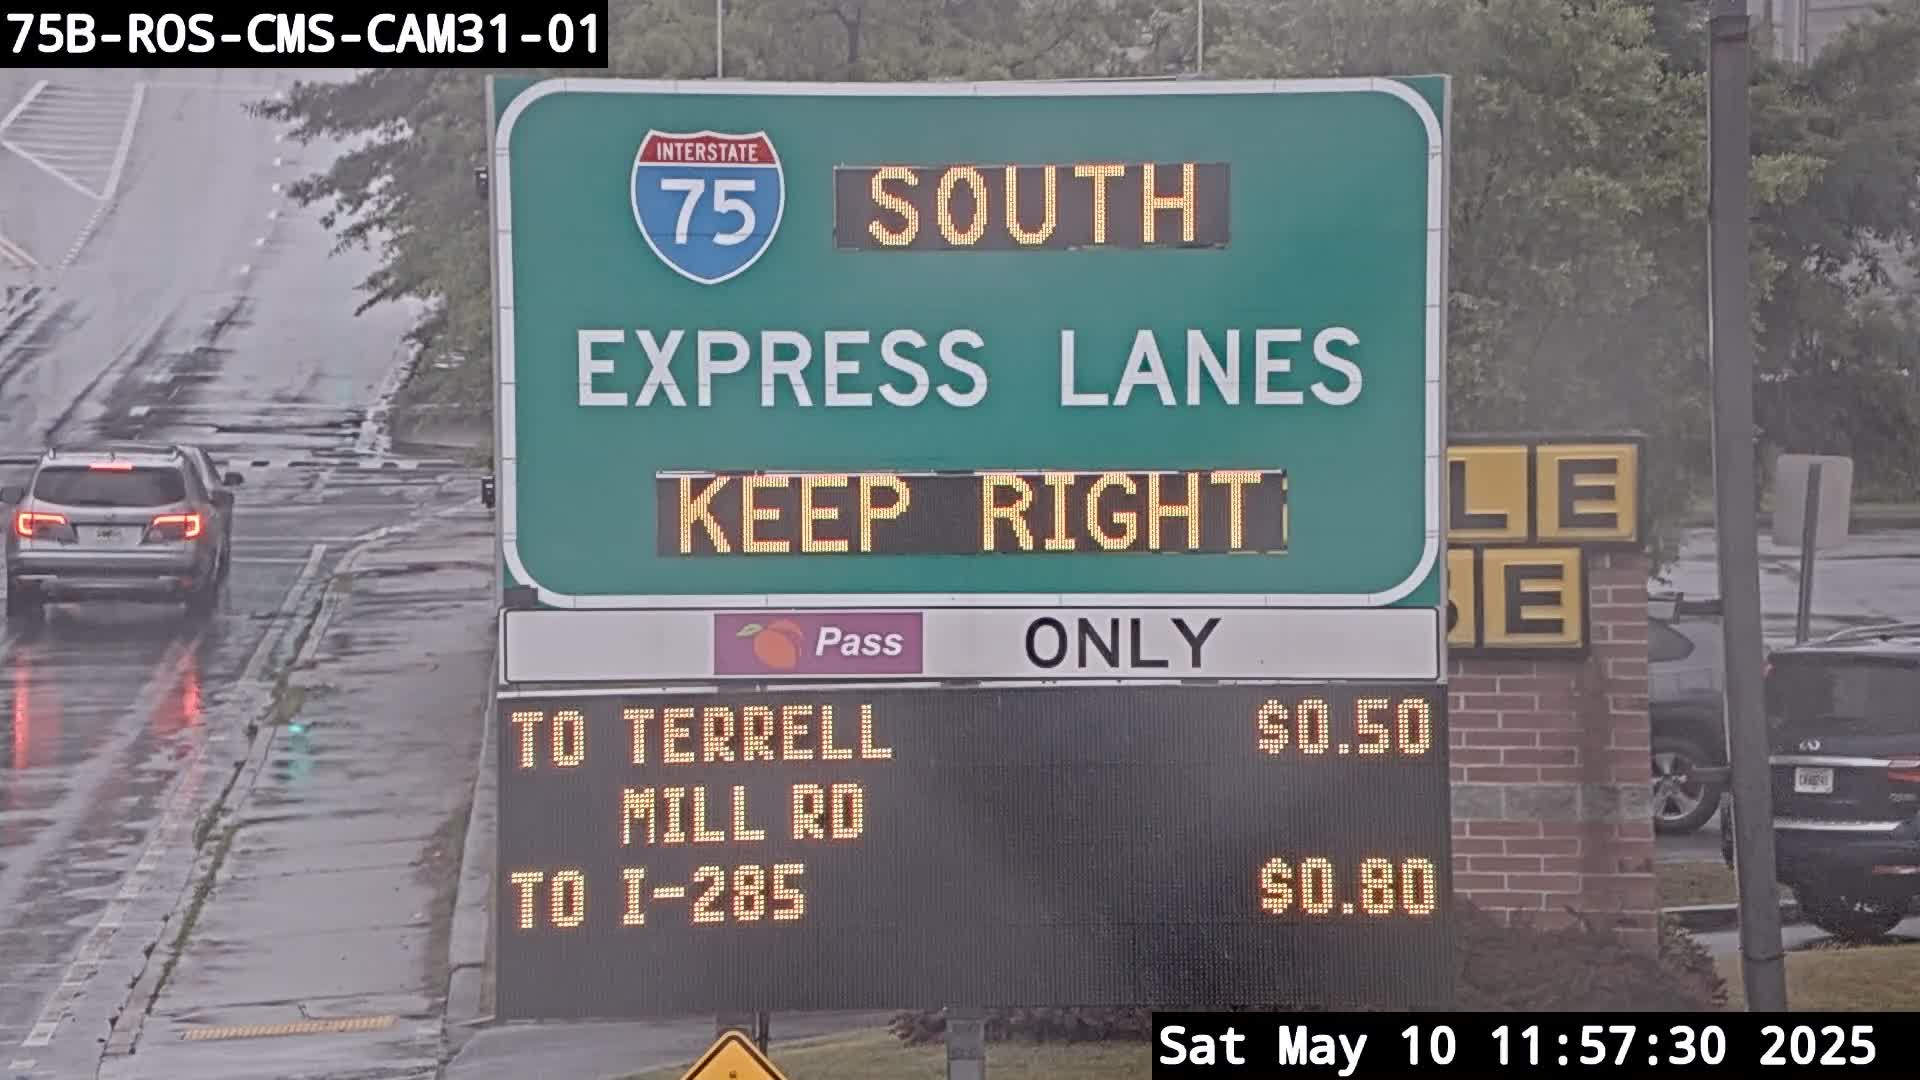 75B-ROS-CMS-CAM31-01
INTERSTATE
75
SOUTH
EXPRESS LANES
KEEP RIGHT
Pass ONLY
TO TERRELL $0.50
MILL RD
TO I-285 $0.80
LE
E
Sat May 10 11:57:30 2025